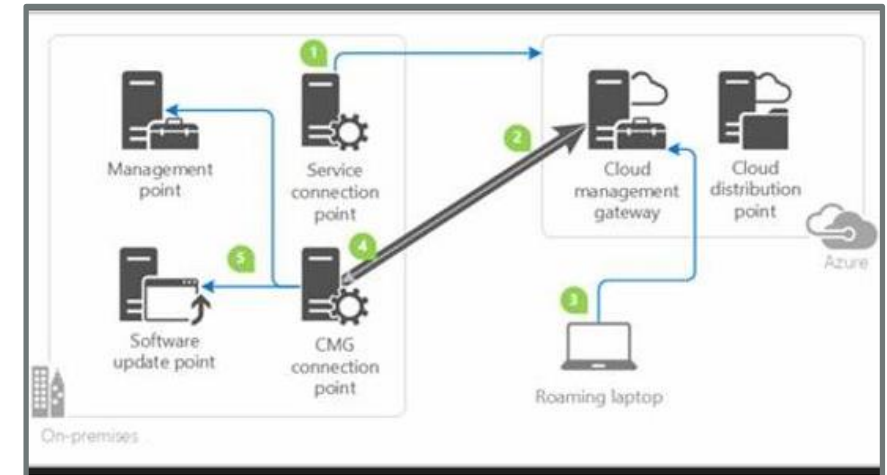 1
2
Management
point
Service
connection
point
Cloud
management
gateway
Cloud
distribution
point
Azure
5
4
3
Software
update point
CMG
connection
point
Roaming laptop
On-premises